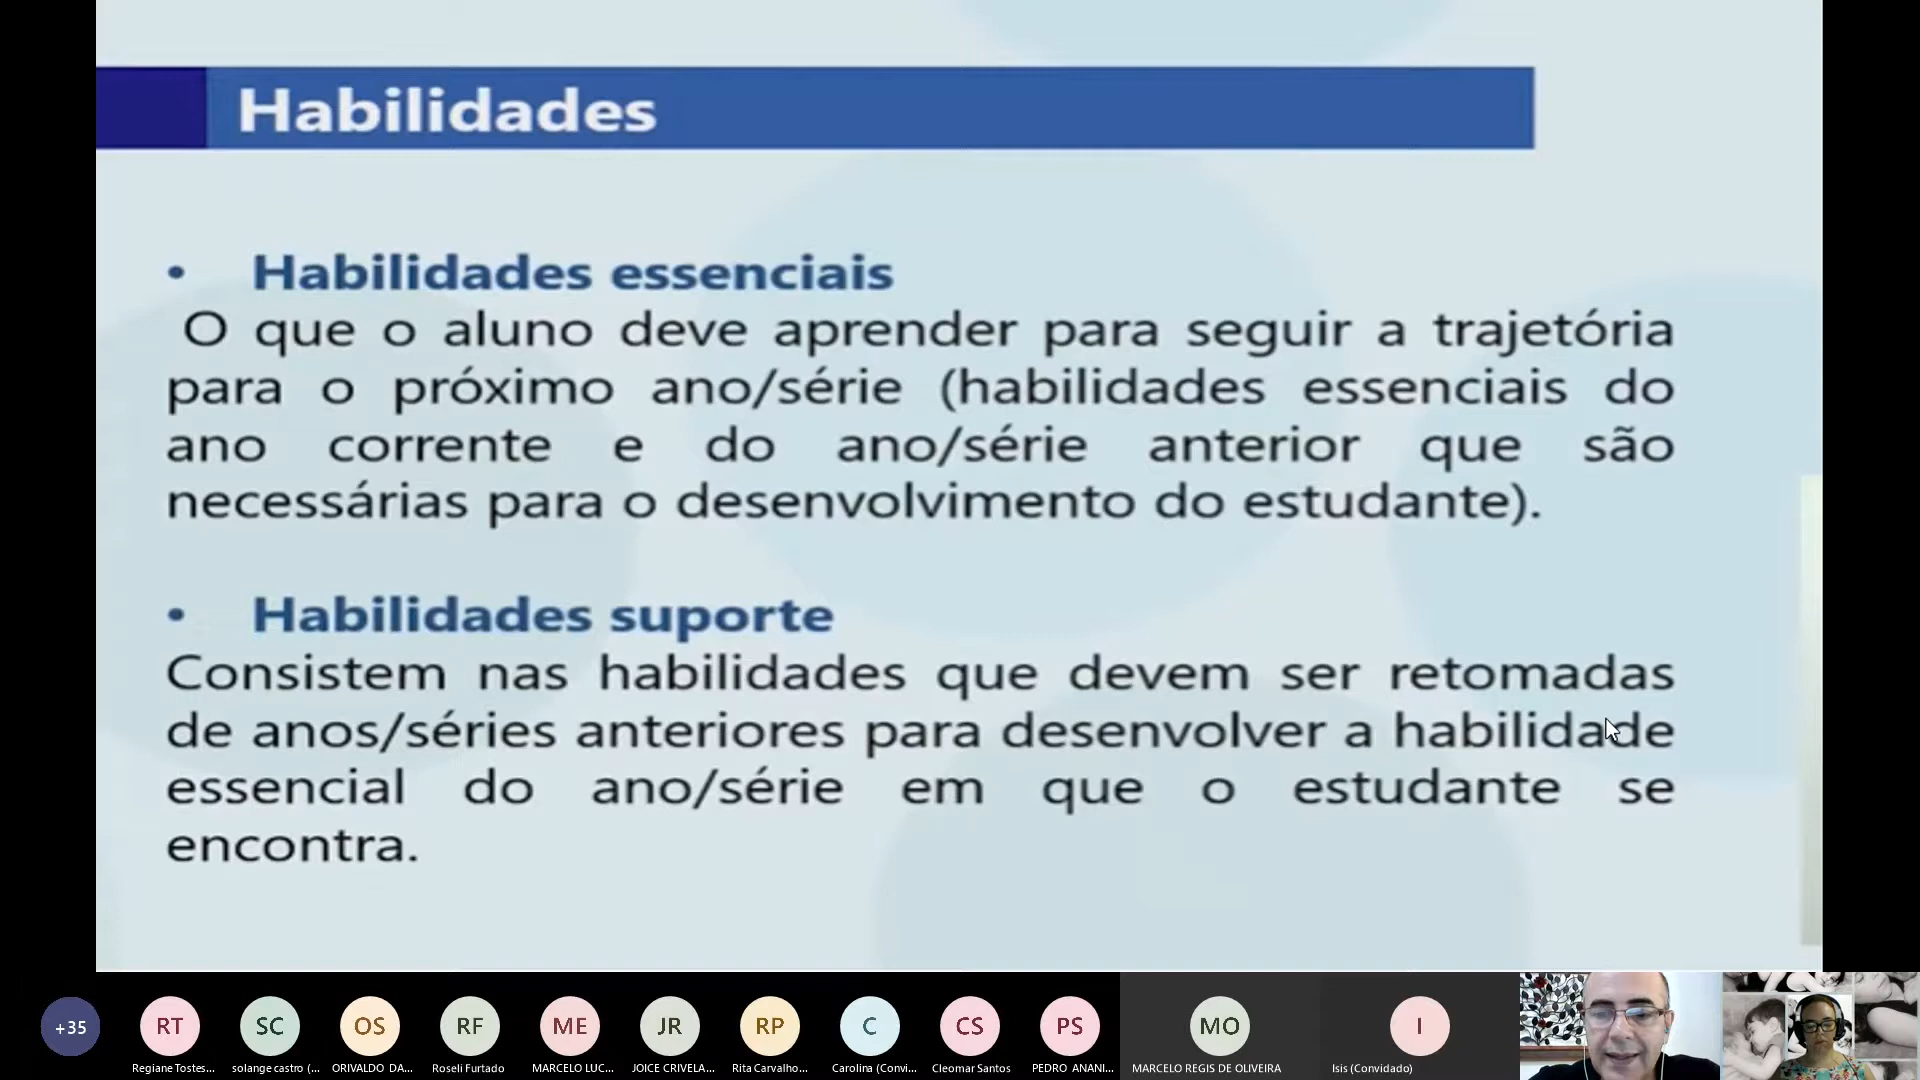 Habilidades
• Habilidades essenciais
O que o aluno deve aprender para seguir a trajetória
para o próximo ano/série (habilidades essenciais do
ano corrente e do ano/série anterior que são
necessárias para o desenvolvimento do estudante).
• Habilidades suporte
Consistem nas habilidades que devem ser retomadas
de anos/séries anteriores para desenvolver a habilidade
essencial do ano/série em que o estudante se
encontra.
+35 RT SC OS RF ME JR RP C CS PS MO I
Regiane Tostes... solange castro (... ORIVALDO DA... Roseli Furtado MARCELO LUC... JOICE CRIVELA... Rita Carvalho... Carolina (Convi... Cleomar Santos PEDRO ANANI... MARCELO REGIS DE OLIVEIRA Isis (Convidado)